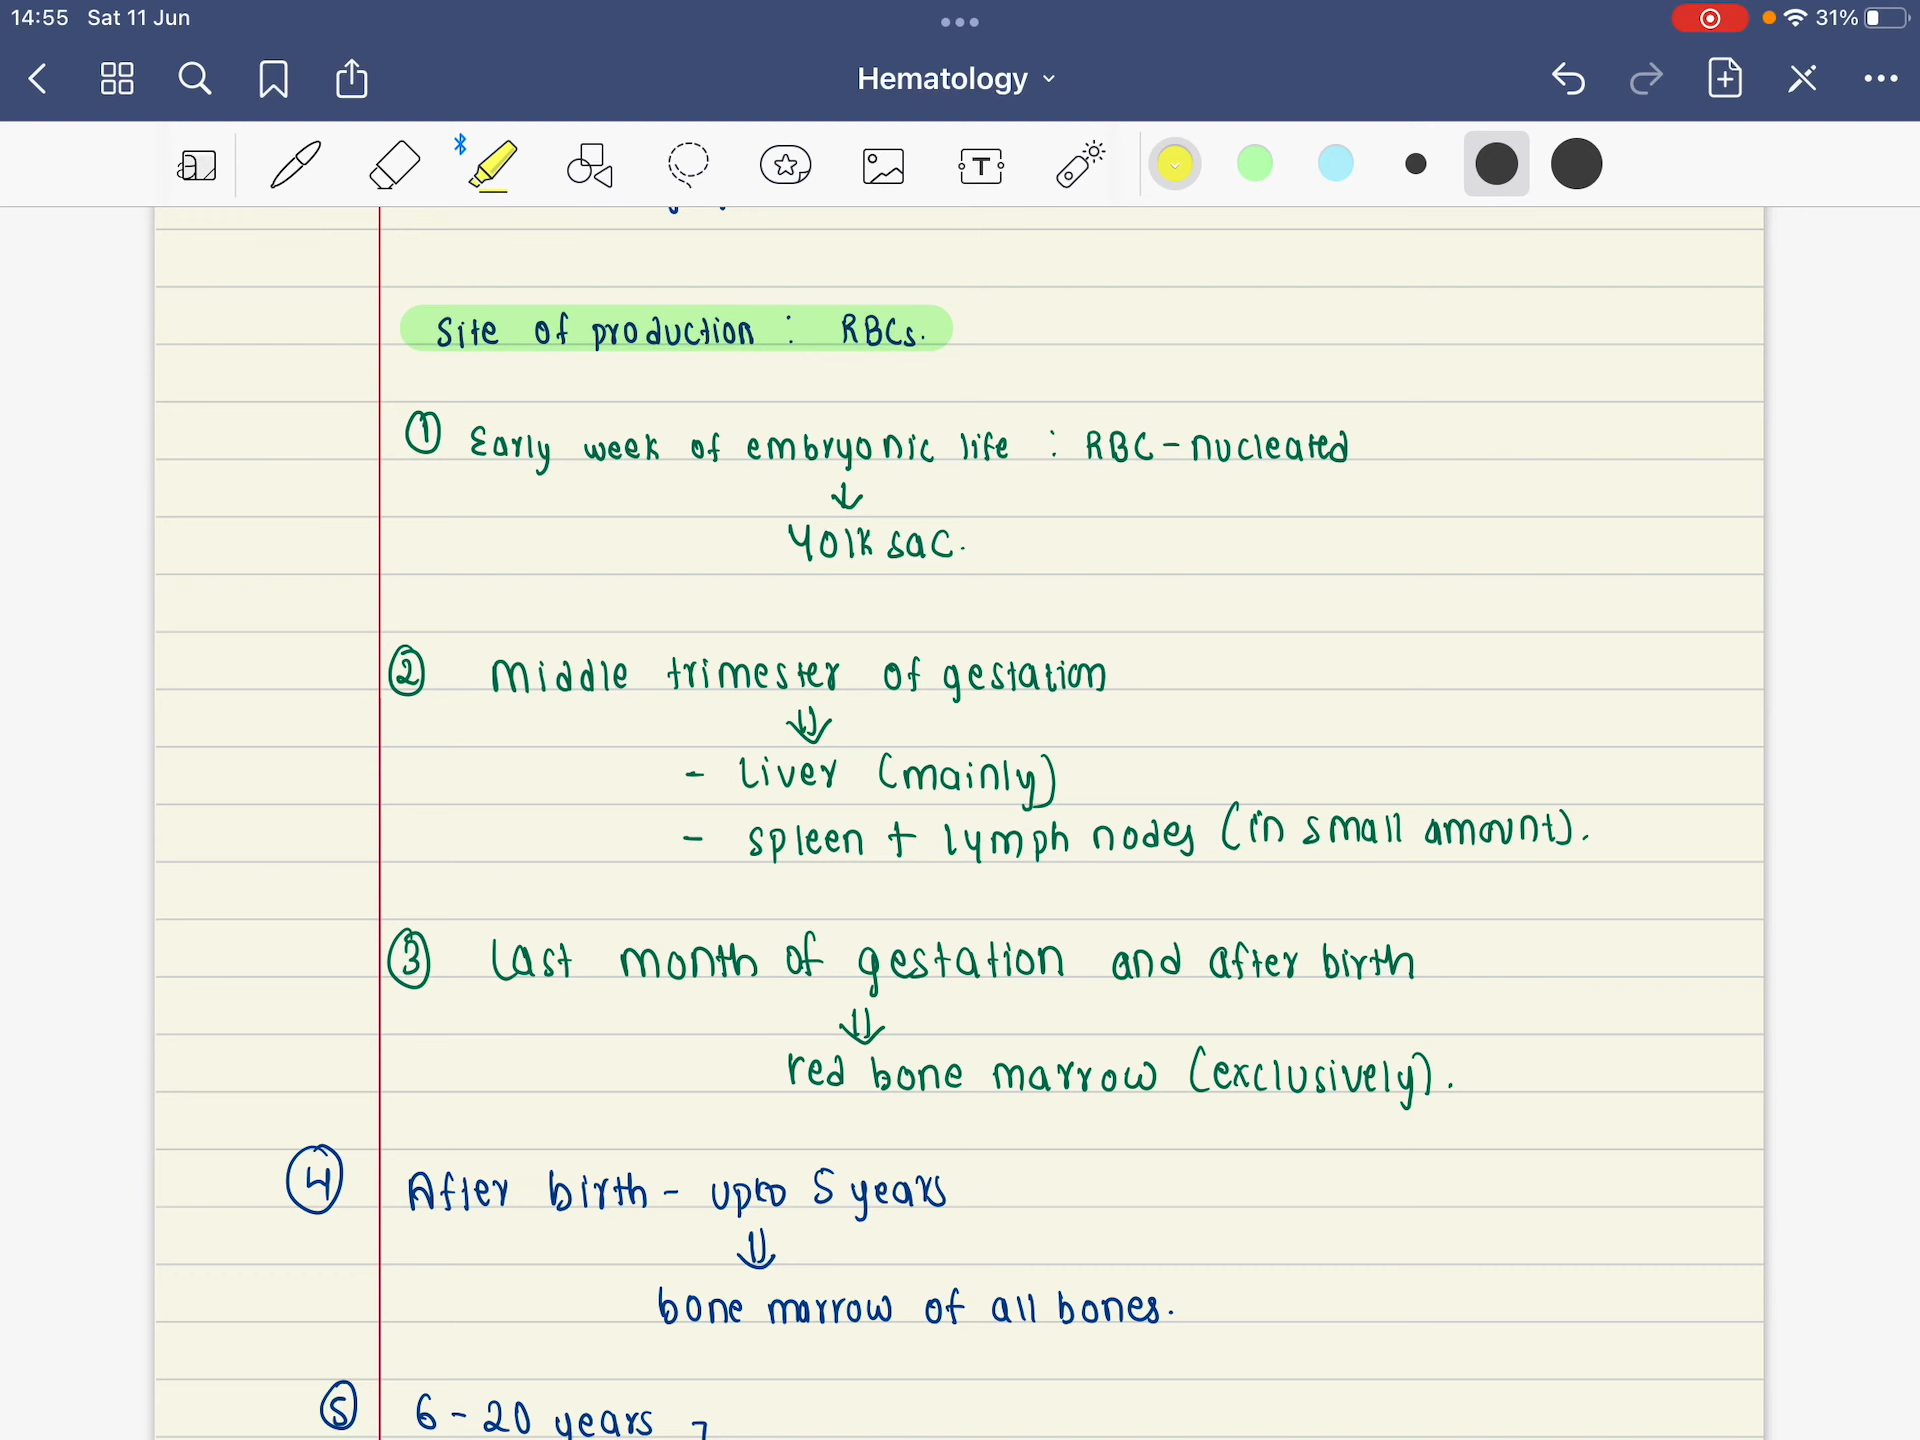 14:55 Sat 11 Jun
31%
Hematology
T
Site of production : RBCs.
① Early week of embryonic life : RBC - nucleated
↓
Yolk sac.
② Middle trimester of gestation
⇓
- Liver (mainly)
- spleen + lymph nodes (in small amount).
③ Last month of gestation and after birth
⇓
red bone marrow (exclusively).
④ After birth - upto 5 years
⇓
bone marrow of all bones.
⑤ 6 - 20 years